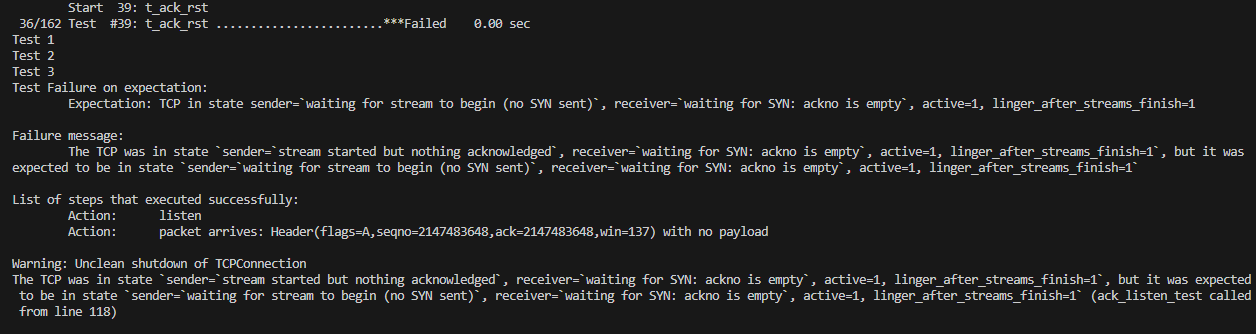 Start  39: t_ack_rst
36/162 Test  #39: t_ack_rst ........................***Failed    0.00 sec
Test 1
Test 2
Test 3
Test Failure on expectation:
Expectation: TCP in state sender=`waiting for stream to begin (no SYN sent)`, receiver=`waiting for SYN: ackno is empty`, active=1, linger_after_streams_finish=1
Failure message:
The TCP was in state `sender=`stream started but nothing acknowledged`, receiver=`waiting for SYN: ackno is empty`, active=1, linger_after_streams_finish=1`, but it was
expected to be in state `sender=`waiting for stream to begin (no SYN sent)`, receiver=`waiting for SYN: ackno is empty`, active=1, linger_after_streams_finish=1`
List of steps that executed successfully:
Action:      listen
Action:      packet arrives: Header(flags=A,seqno=2147483648,ack=2147483648,win=137) with no payload
Warning: Unclean shutdown of TCPConnection
The TCP was in state `sender=`stream started but nothing acknowledged`, receiver=`waiting for SYN: ackno is empty`, active=1, linger_after_streams_finish=1`, but it was expected
to be in state `sender=`waiting for stream to begin (no SYN sent)`, receiver=`waiting for SYN: ackno is empty`, active=1, linger_after_streams_finish=1` (ack_listen_test called
from line 118)